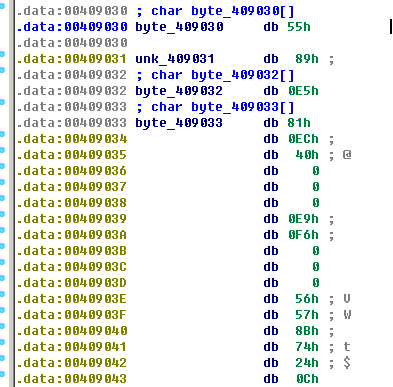 .data:00409030 ; char byte_409030[]
.data:00409030 byte_409030 db 55h
.data:00409030
.data:00409031 unk_409031 db 89h ;
.data:00409032 ; char byte_409032[]
.data:00409032 byte_409032 db 0E5h
.data:00409033 ; char byte_409033[]
.data:00409033 byte_409033 db 81h
.data:00409034 db 0ECh ;
.data:00409035 db 40h ; @
.data:00409036 db 0
.data:00409037 db 0
.data:00409038 db 0
.data:00409039 db 0E9h ;
.data:0040903A db 0F6h ;
.data:0040903B db 0
.data:0040903C db 0
.data:0040903D db 0
.data:0040903E db 56h ; V
.data:0040903F db 57h ; W
.data:00409040 db 8Bh ;
.data:00409041 db 74h ; t
.data:00409042 db 24h ; $
.data:00409043 db 0Ch